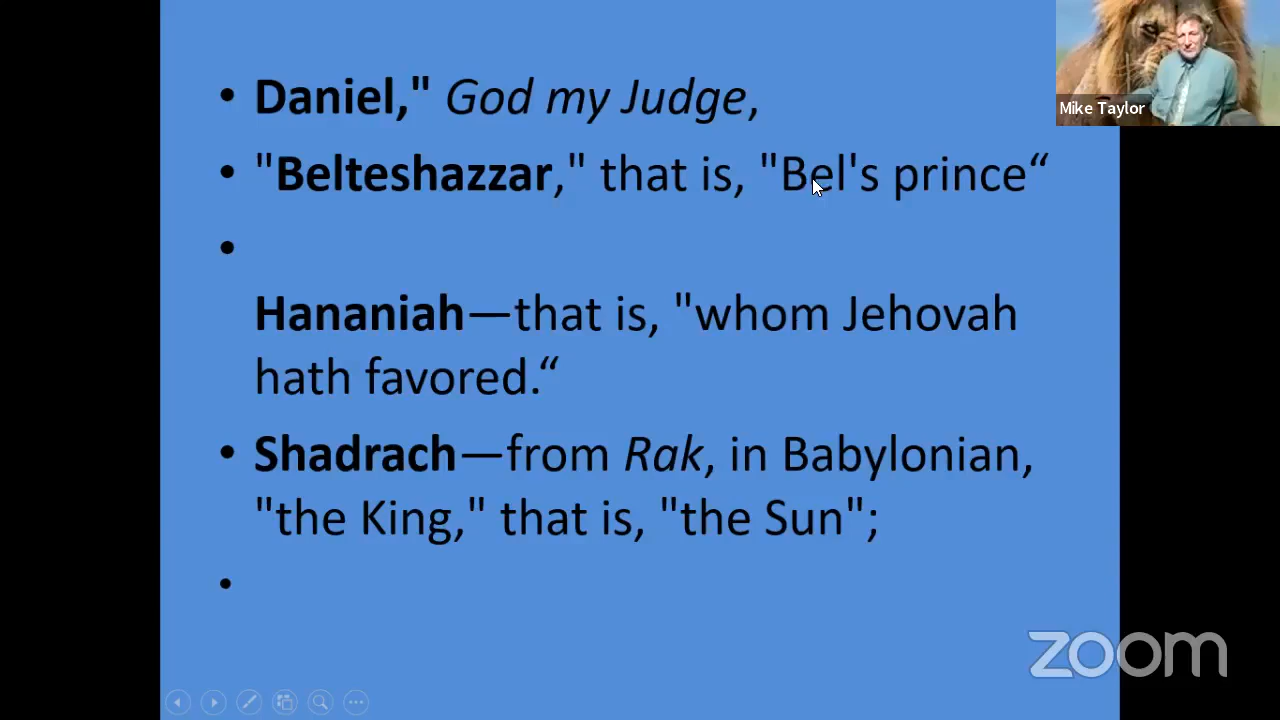 • Daniel," God my Judge,
• "Belteshazzar," that is, "Bel's prince“
•
Hananiah—that is, "whom Jehovah
hath favored.“
• Shadrach—from Rak, in Babylonian,
"the King," that is, "the Sun";
•
Mike Taylor
zoom